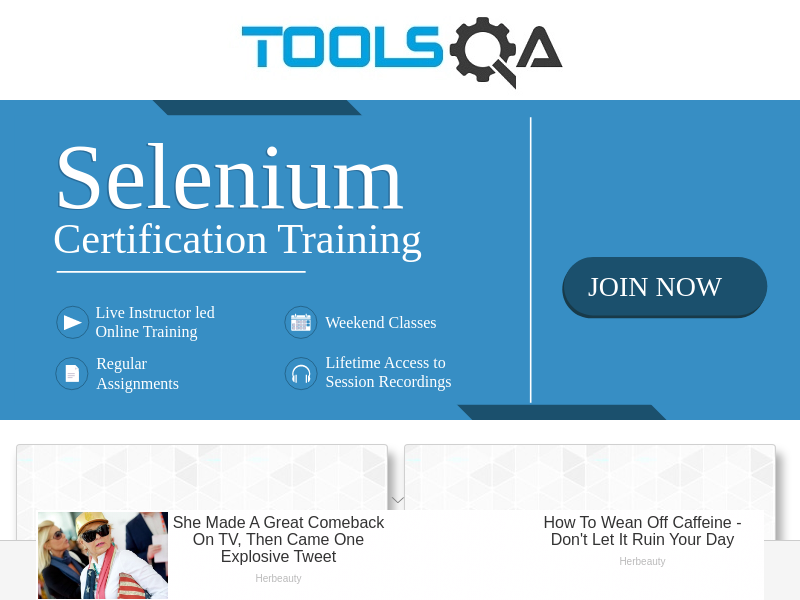 TOOLSQA
Selenium
Certification Training
JOIN NOW
Live Instructor led
Online Training
Weekend Classes
Regular
Assignments
Lifetime Access to
Session Recordings
She Made A Great Comeback
On TV, Then Came One
Explosive Tweet
Herbeauty
How To Wean Off Caffeine -
Don't Let It Ruin Your Day
Herbeauty